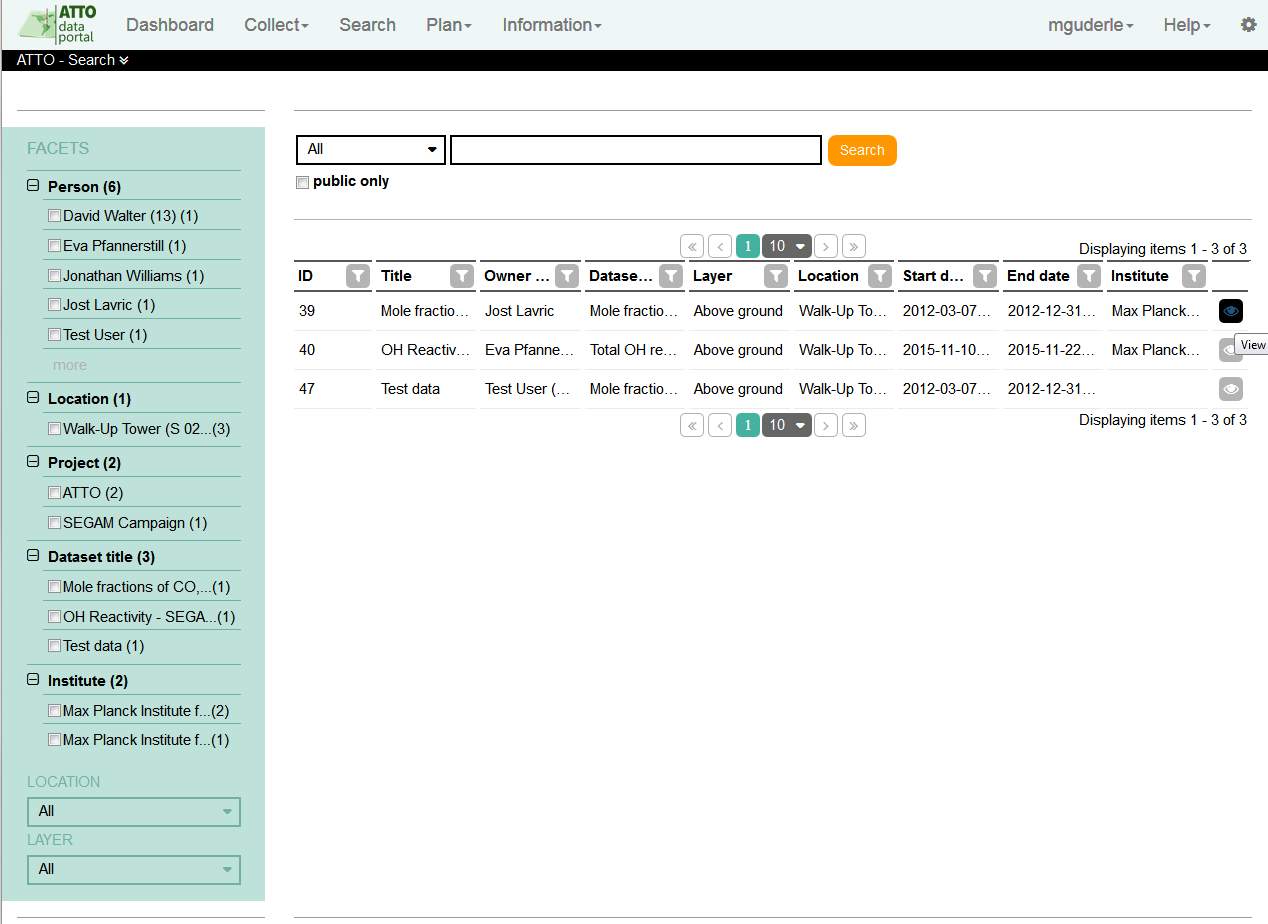 ATTO
data
portal
Dashboard Collect Search Plan Information mguderle Help
ATTO - Search
FACETS
Person (6)
David Walter (13) (1)
Eva Pfannerstill (1)
Jonathan Williams (1)
Jost Lavric (1)
Test User (1)
more
Location (1)
Walk-Up Tower (S 02...(3)
Project (2)
ATTO (2)
SEGAM Campaign (1)
Dataset title (3)
Mole fractions of CO,...(1)
OH Reactivity - SEGA...(1)
Test data (1)
Institute (2)
Max Planck Institute f...(2)
Max Planck Institute f...(1)
LOCATION
All
LAYER
All
All Search
public only
« ‹ 1 10 › » Displaying items 1 - 3 of 3
ID Title Owner ... Datase... Layer Location Start d... End date Institute
39 Mole fractio... Jost Lavric Mole fractio... Above ground Walk-Up To... 2012-03-07... 2012-12-31... Max Planck...
40 OH Reactiv... Eva Pfanne... Total OH re... Above ground Walk-Up To... 2015-11-10... 2015-11-22... Max Planck...
View
47 Test data Test User (... Mole fractio... Above ground Walk-Up To... 2012-03-07... 2012-12-31...
« ‹ 1 10 › » Displaying items 1 - 3 of 3